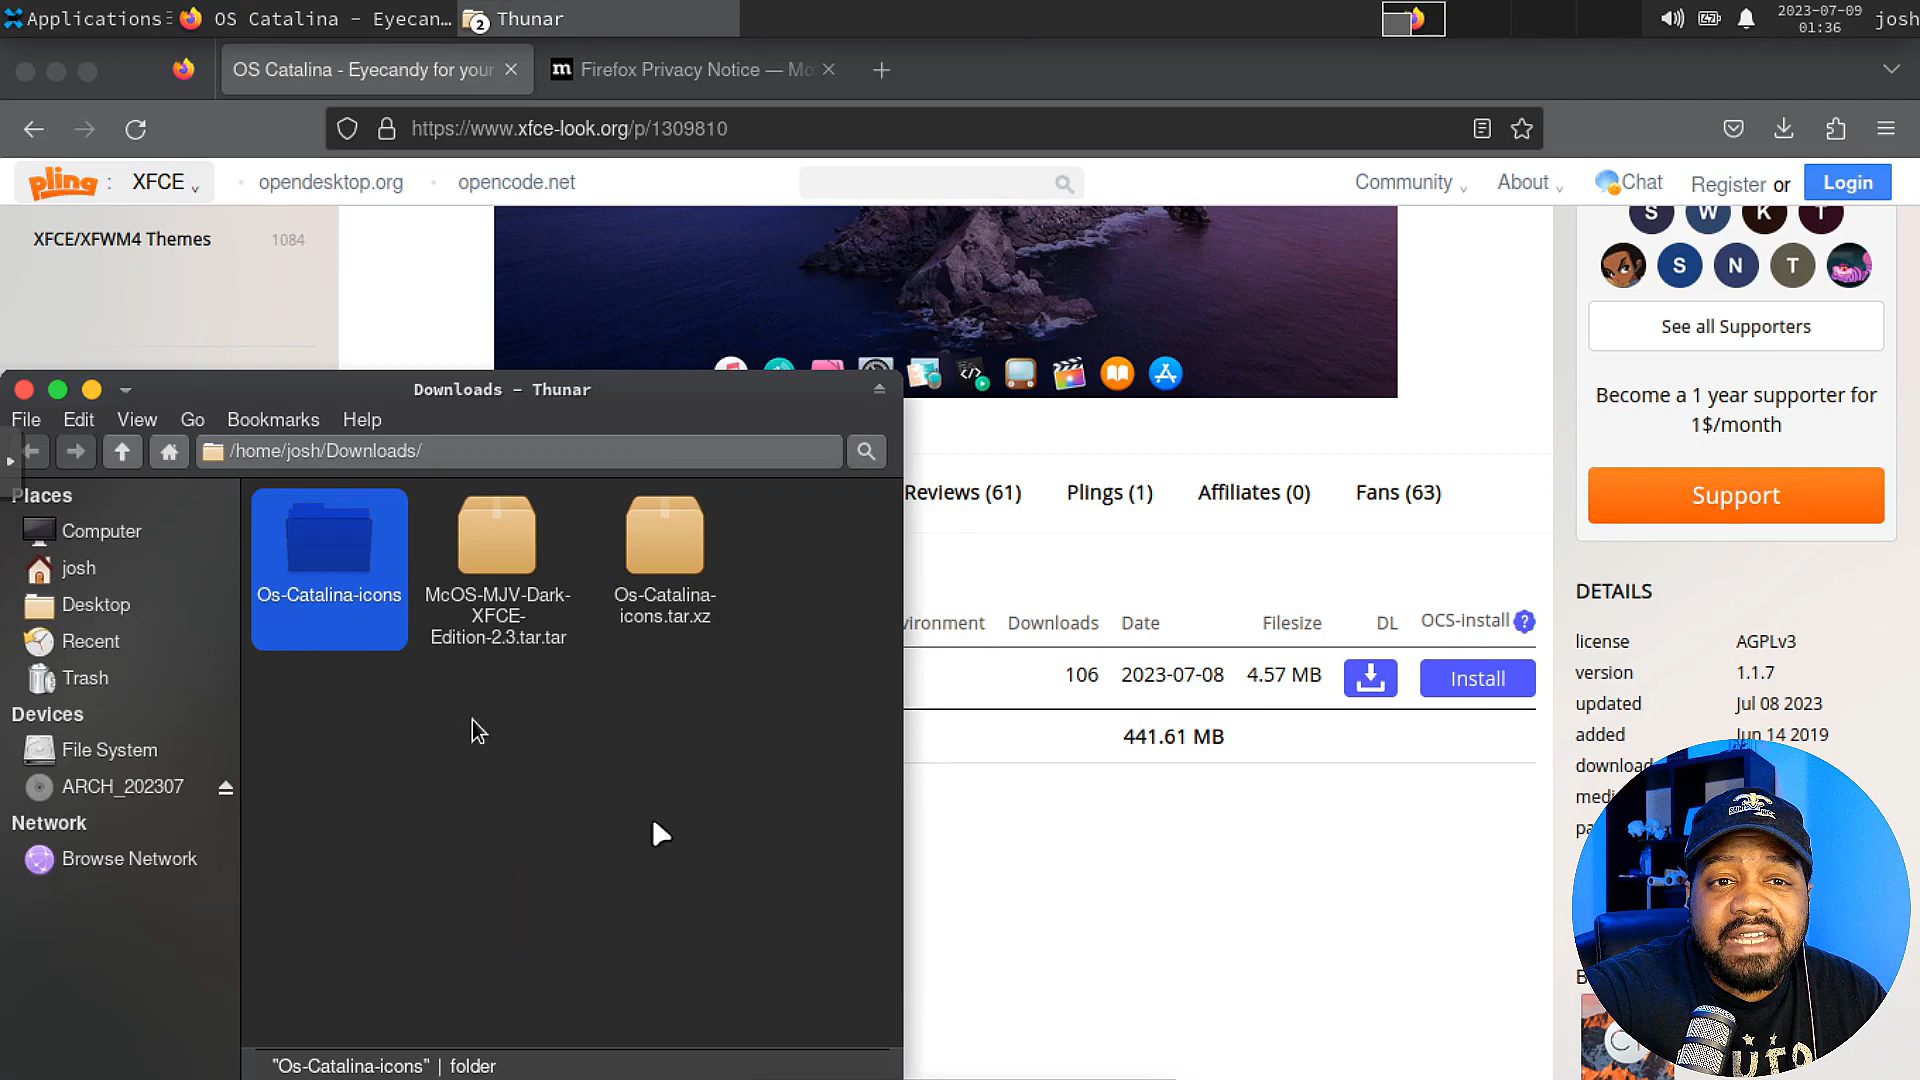 Applications
OS Catalina - Eyecan...
2
Thunar
2023-07-09
01:36
josh
OS Catalina - Eyecandy for your
m
Firefox Privacy Notice — Mo
https://www.xfce-look.org/p/1309810
pling : XFCE
opendesktop.org
opencode.net
Community
About
Chat
Register or
Login
XFCE/XFWM4 Themes 1084
S W K T
S N T
See all Supporters
Become a 1 year supporter for
1$/month
Support
Downloads - Thunar
File Edit View Go Bookmarks Help
/home/josh/Downloads/
Places
Computer
josh
Desktop
Recent
Trash
Devices
File System
ARCH_202307
Network
Browse Network
Os-Catalina-icons
McOS-MJV-Dark-
XFCE-
Edition-2.3.tar.tar
Os-Catalina-
icons.tar.xz
"Os-Catalina-icons" | folder
Reviews (61) Plings (1) Affiliates (0) Fans (63)
vironment Downloads Date Filesize DL OCS-Install ?
106 2023-07-08 4.57 MB Install
441.61 MB
DETAILS
license AGPLv3
version 1.1.7
updated Jul 08 2023
added Jun 14 2019
download
medi
pa
B